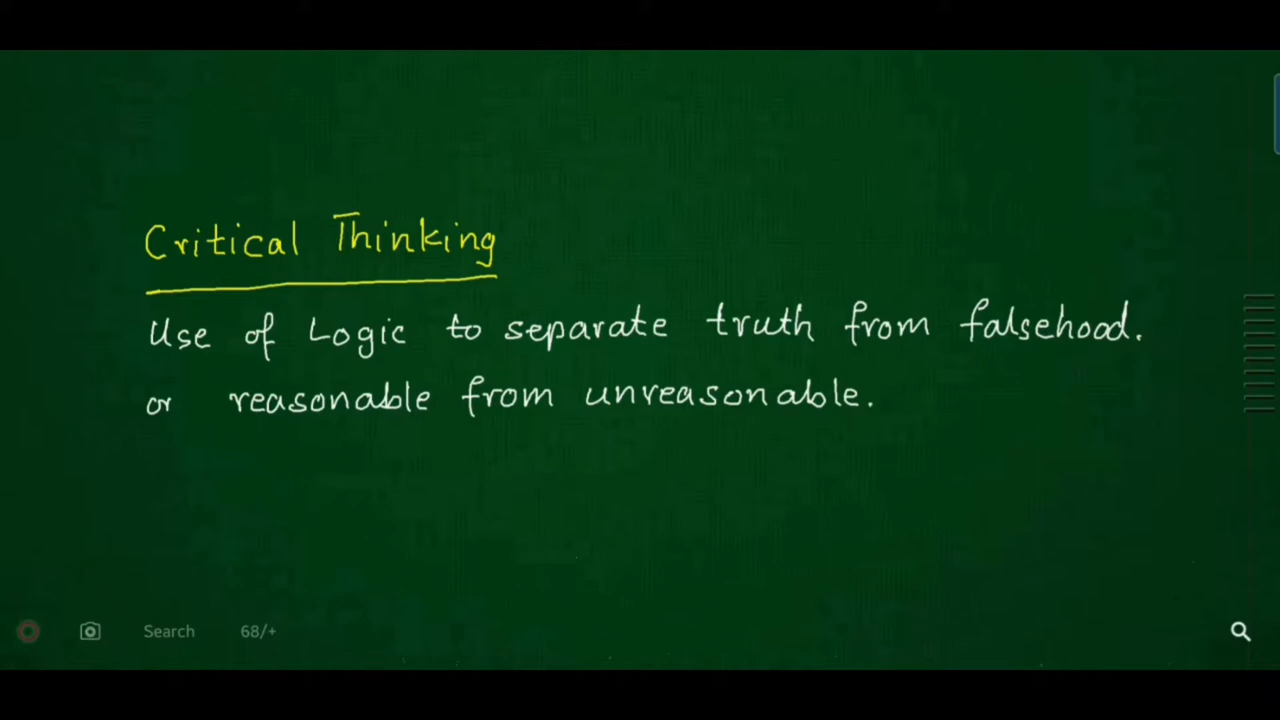 Critical Thinking
Use of Logic to separate truth from falsehood.
or reasonable from unreasonable.
Search 68/+